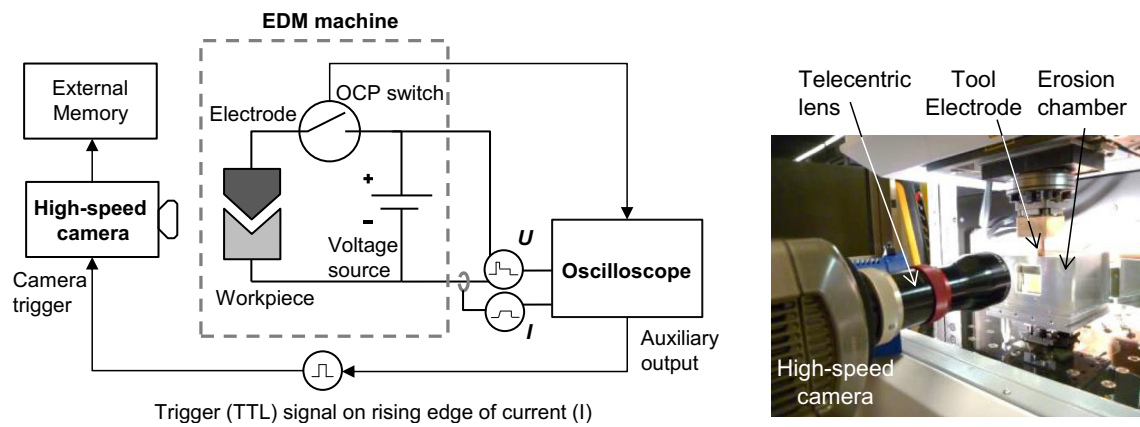 EDM machine
External
Memory
High-speed
camera
Camera
trigger
Electrode
OCP switch
+
-
Voltage
source
Workpiece
U
I
Oscilloscope
Auxiliary
output
Trigger (TTL) signal on rising edge of current (I)
Telecentric
lens
Tool
Electrode
Erosion
chamber
High-speed
camera